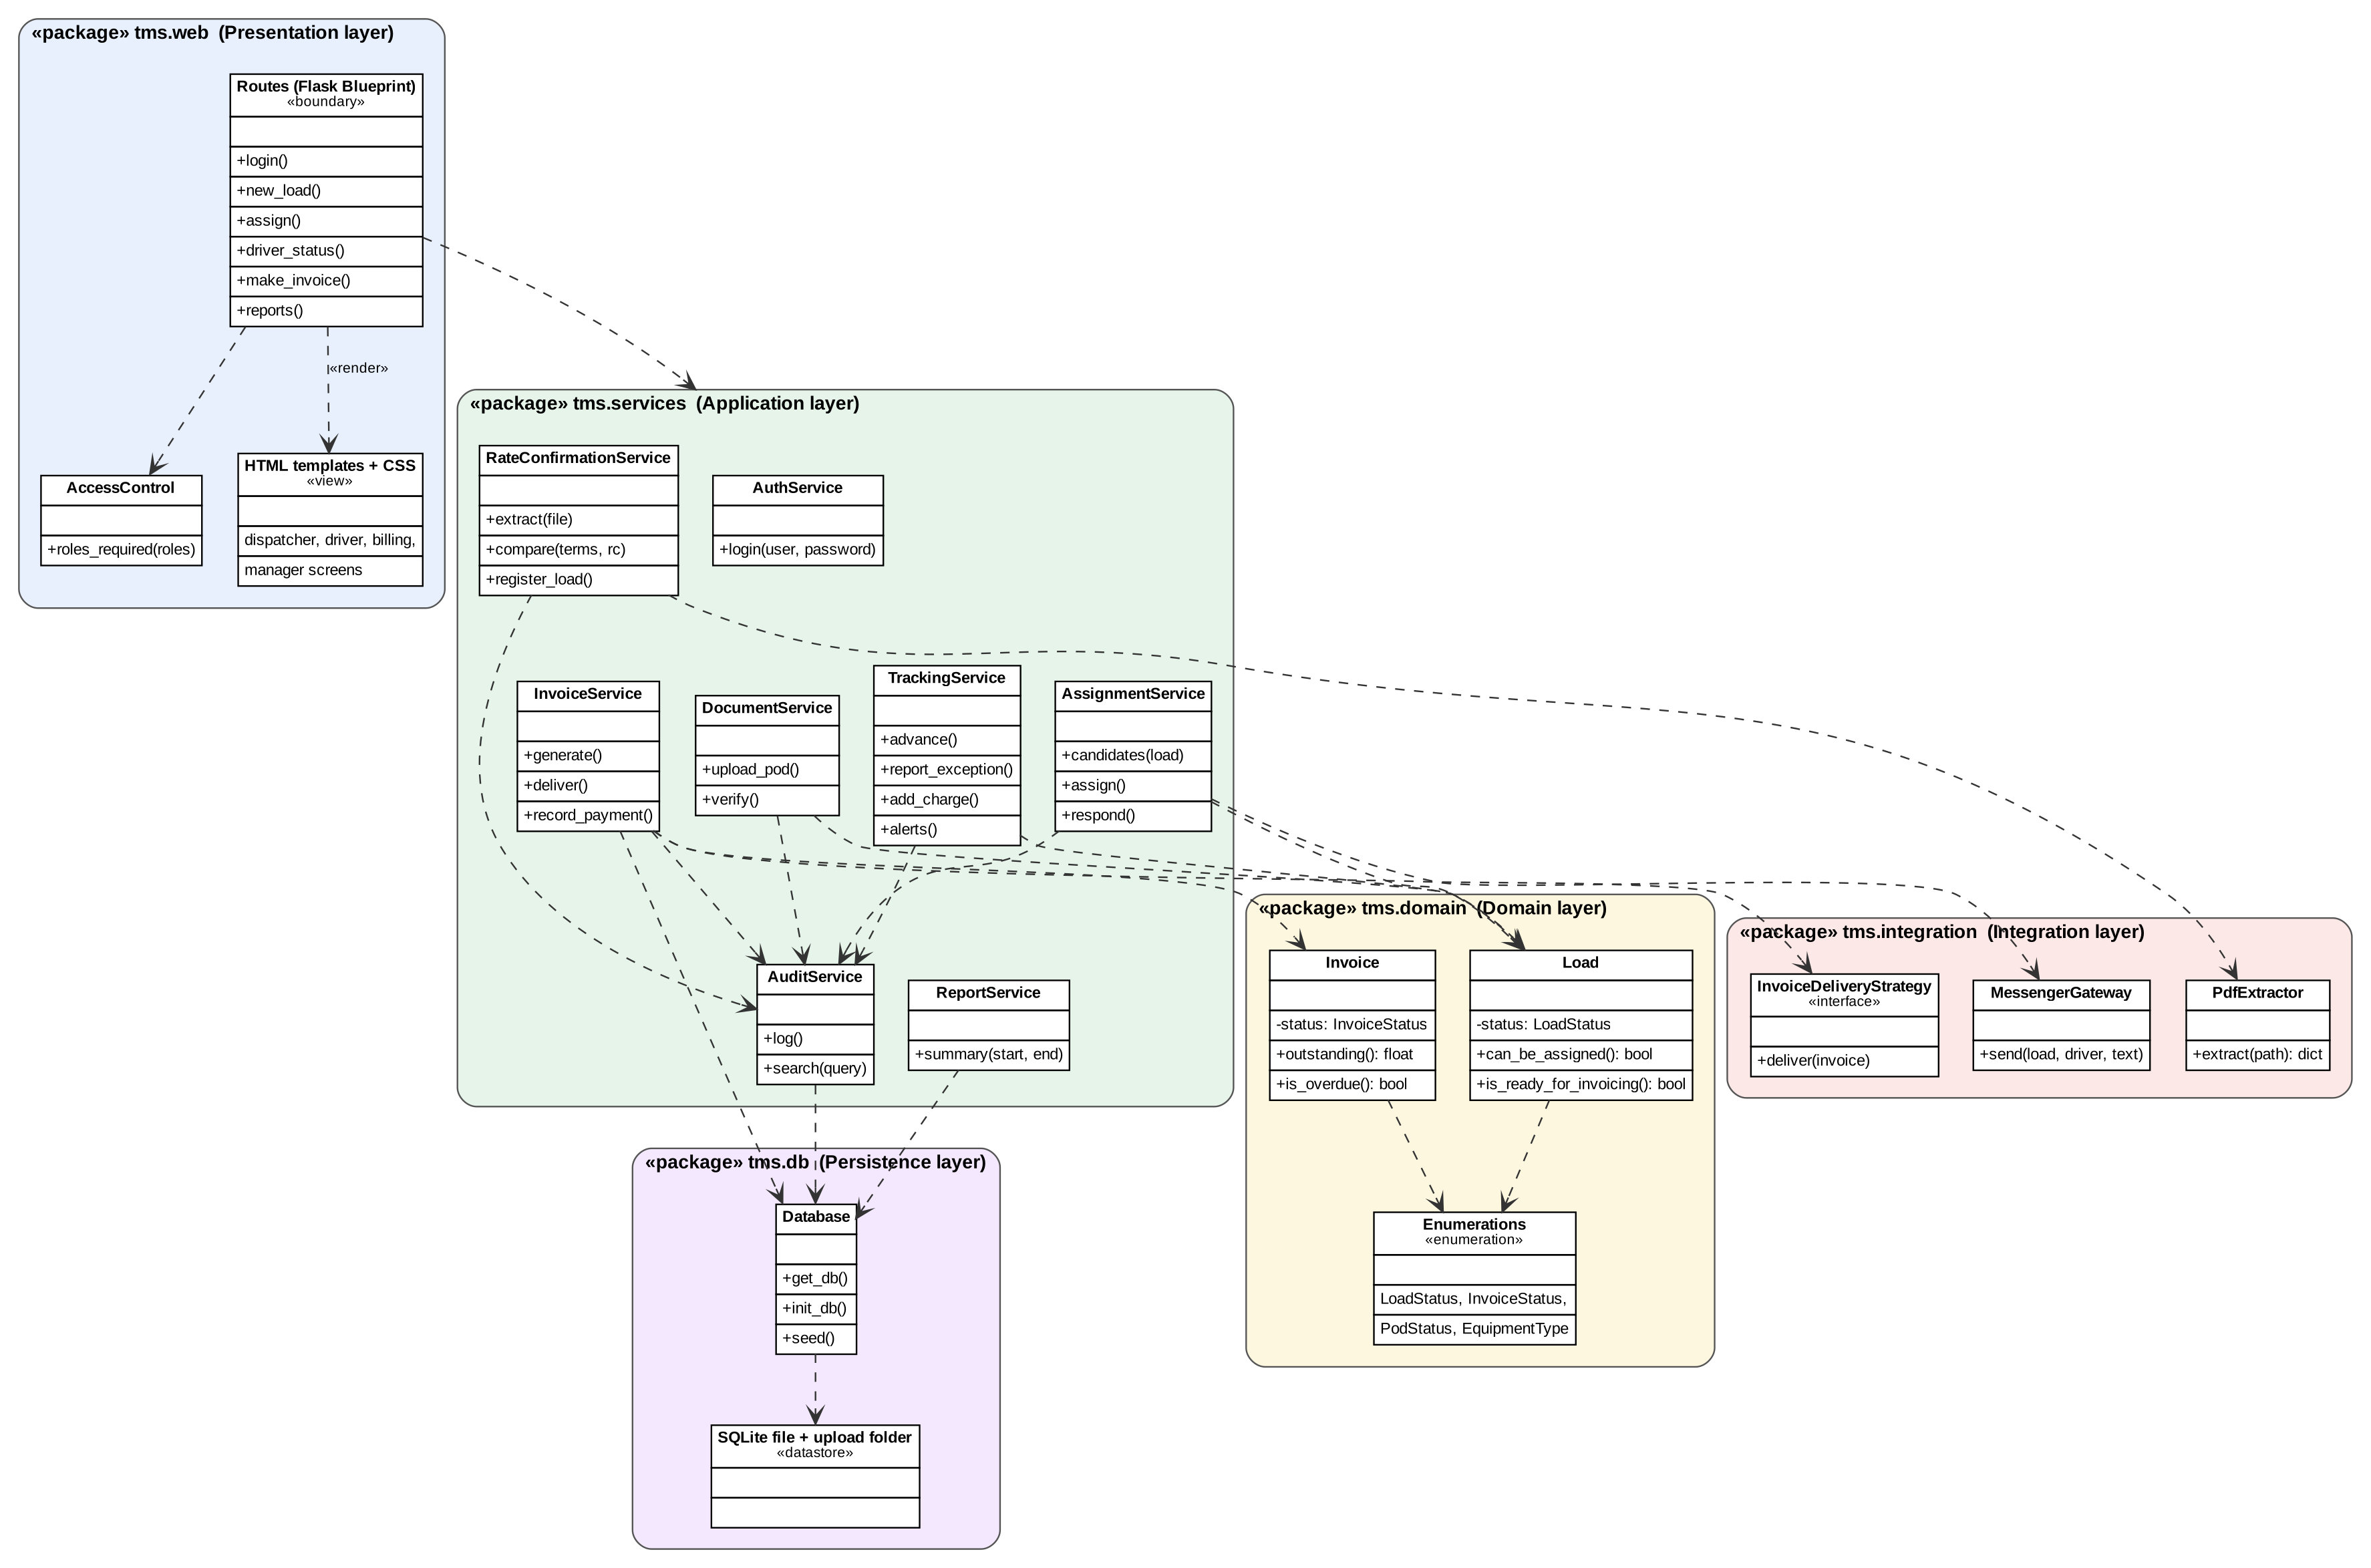 «package» tms.web  (Presentation layer)
Routes (Flask Blueprint)
«boundary»
+login()
+new_load()
+assign()
+driver_status()
+make_invoice()
+reports()
«render»
AccessControl
+roles_required(roles)
HTML templates + CSS
«view»
dispatcher, driver, billing,
manager screens
«package» tms.services  (Application layer)
RateConfirmationService
+extract(file)
+compare(terms, rc)
+register_load()
AuthService
+login(user, password)
InvoiceService
+generate()
+deliver()
+record_payment()
DocumentService
+upload_pod()
+verify()
TrackingService
+advance()
+report_exception()
+add_charge()
+alerts()
AssignmentService
+candidates(load)
+assign()
+respond()
AuditService
+log()
+search(query)
ReportService
+summary(start, end)
«package» tms.domain  (Domain layer)
Invoice
-status: InvoiceStatus
+outstanding(): float
+is_overdue(): bool
Load
-status: LoadStatus
+can_be_assigned(): bool
+is_ready_for_invoicing(): bool
Enumerations
«enumeration»
LoadStatus, InvoiceStatus,
PodStatus, EquipmentType
«package» tms.integration  (Integration layer)
InvoiceDeliveryStrategy
«interface»
+deliver(invoice)
MessengerGateway
+send(load, driver, text)
PdfExtractor
+extract(path): dict
«package» tms.db  (Persistence layer)
Database
+get_db()
+init_db()
+seed()
SQLite file + upload folder
«datastore»